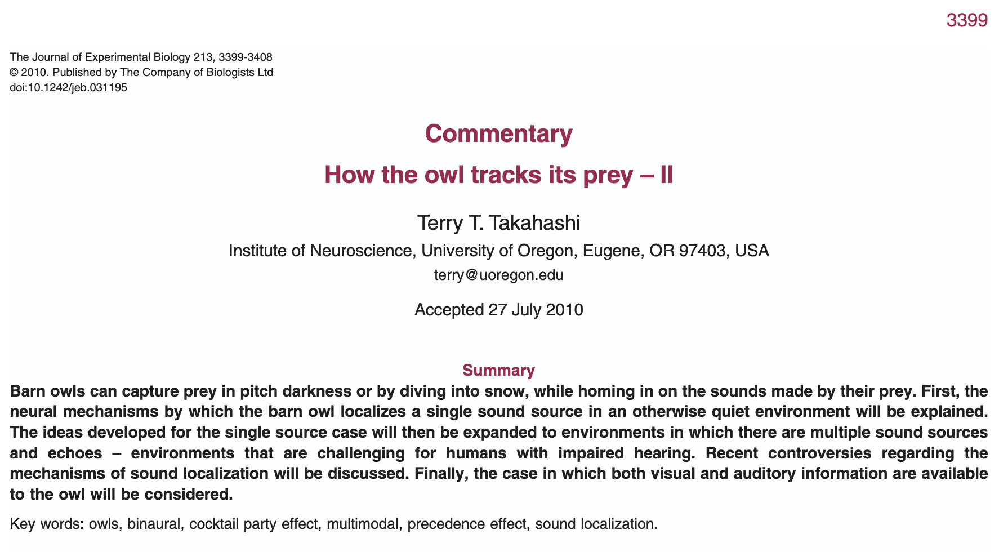 3399
The Journal of Experimental Biology 213, 3399-3408
© 2010. Published by The Company of Biologists Ltd
doi:10.1242/jeb.031195
Commentary
How the owl tracks its prey – II
Terry T. Takahashi
Institute of Neuroscience, University of Oregon, Eugene, OR 97403, USA
terry@uoregon.edu
Accepted 27 July 2010
Summary
Barn owls can capture prey in pitch darkness or by diving into snow, while homing in on the sounds made by their prey. First, the
neural mechanisms by which the barn owl localizes a single sound source in an otherwise quiet environment will be explained.
The ideas developed for the single source case will then be expanded to environments in which there are multiple sound sources
and echoes – environments that are challenging for humans with impaired hearing. Recent controversies regarding the
mechanisms of sound localization will be discussed. Finally, the case in which both visual and auditory information are available
to the owl will be considered.
Key words: owls, binaural, cocktail party effect, multimodal, precedence effect, sound localization.